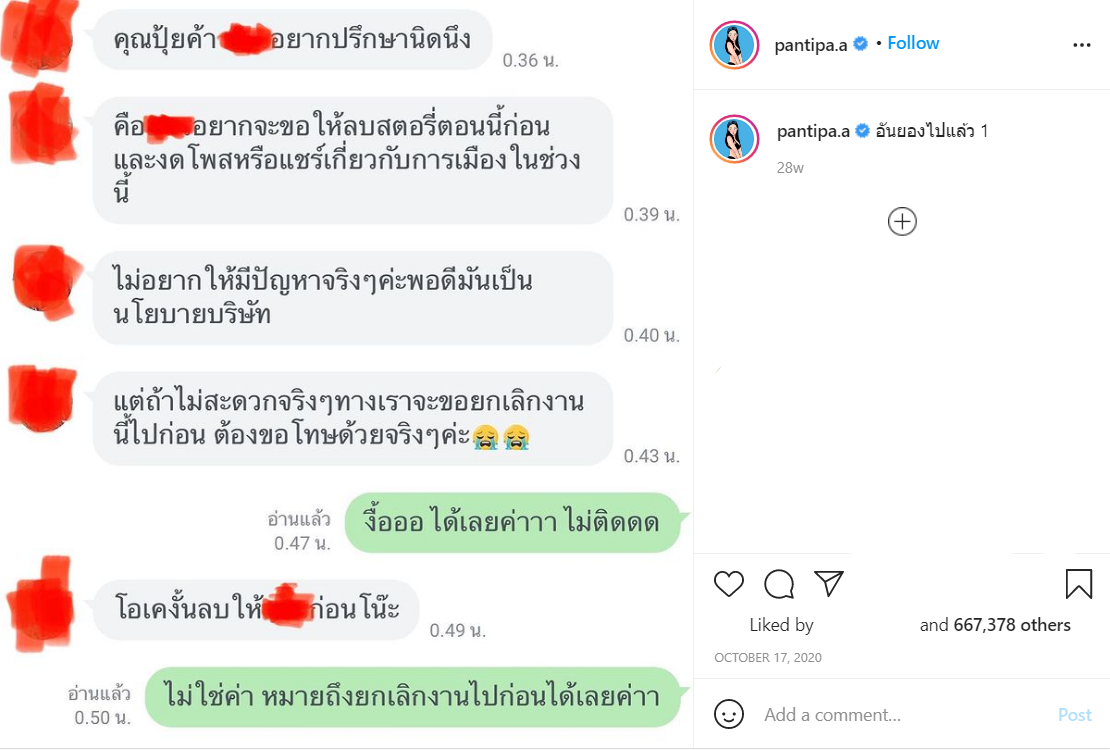 คุณปุ้ยค้า อยากปรึกษานิดนึง
0.36 น.
คือ อยากจะขอให้ลบสตอรี่ตอนนี้ก่อน
และงดโพสหรือแชร์เกี่ยวกับการเมืองในช่วง
นี้
0.39 น.
ไม่อยากให้มีปัญหาจริงๆค่ะพอดีมันเป็น
นโยบายบริษัท
0.40 น.
แต่ถ้าไม่สะดวกจริงๆทางเราจะขอยกเลิกงาน
นี้ไปก่อน ต้องขอโทษด้วยจริงๆค่ะ😭😭
0.43 น.
อ่านแล้ว
0.47 น.
งื้อออ ได้เลยค่าาา ไม่ติดดด
โอเคงั้นลบให้ ก่อนโน๊ะ
0.49 น.
อ่านแล้ว
0.50 น.
ไม่ใช่ค่า หมายถึงยกเลิกงานไปก่อนได้เลยค่าา
pantipa.a • Follow
pantipa.a อันยองไปแล้ว 1
28w
Liked by and 667,378 others
OCTOBER 17, 2020
Add a comment...
Post